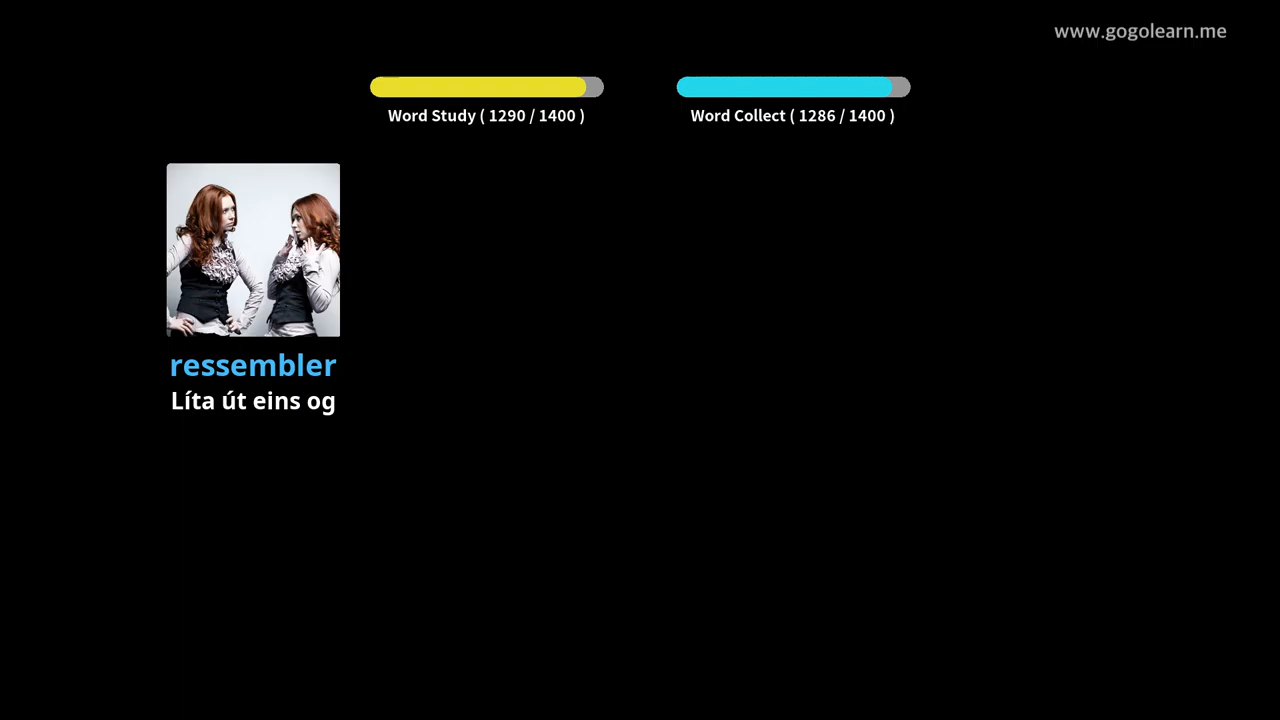 www.gogolearn.me
Word Study ( 1290 / 1400 )
Word Collect ( 1286 / 1400 )
ressembler
Líta út eins og